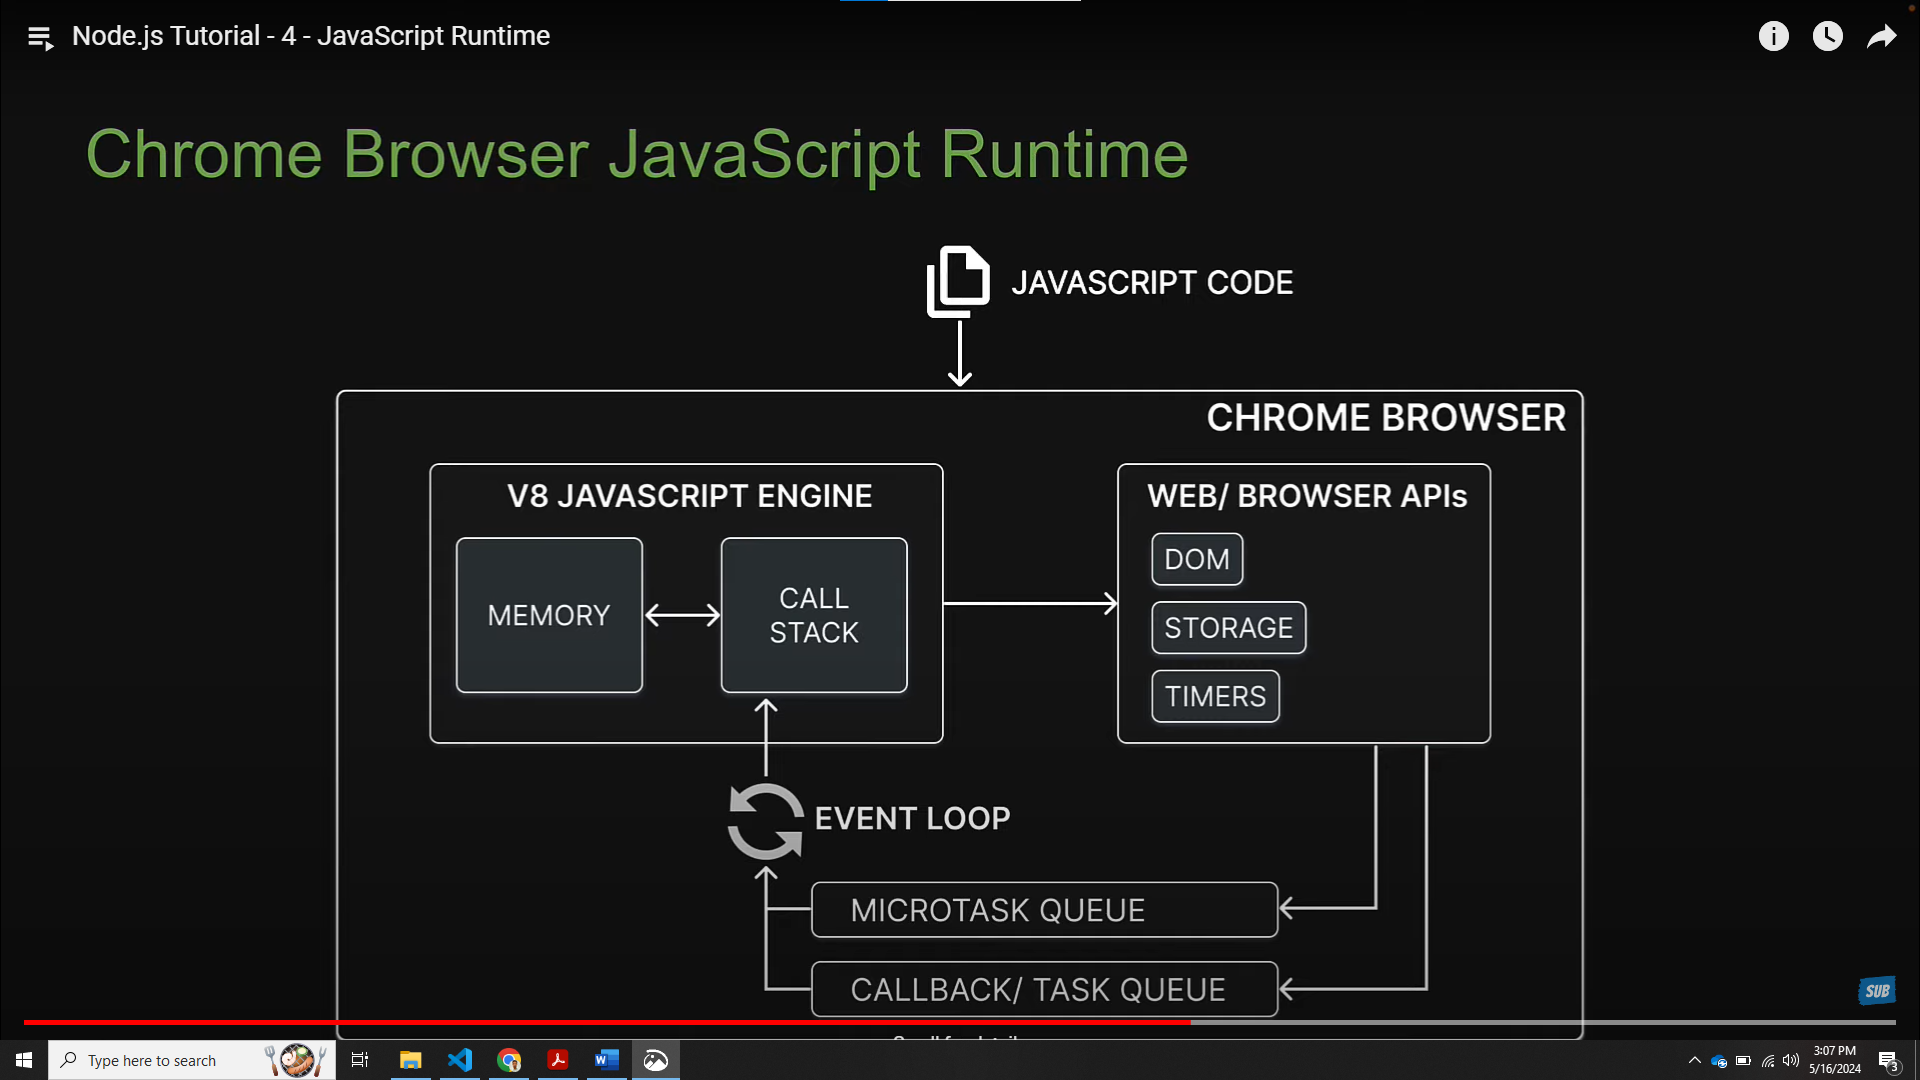 Node.js Tutorial - 4 - JavaScript Runtime
Chrome Browser JavaScript Runtime
JAVASCRIPT CODE
CHROME BROWSER
V8 JAVASCRIPT ENGINE
WEB/ BROWSER APIs
MEMORY
CALL
STACK
DOM
STORAGE
TIMERS
EVENT LOOP
MICROTASK QUEUE
CALLBACK/ TASK QUEUE
SUB
Type here to search
3:07 PM
5/16/2024
3